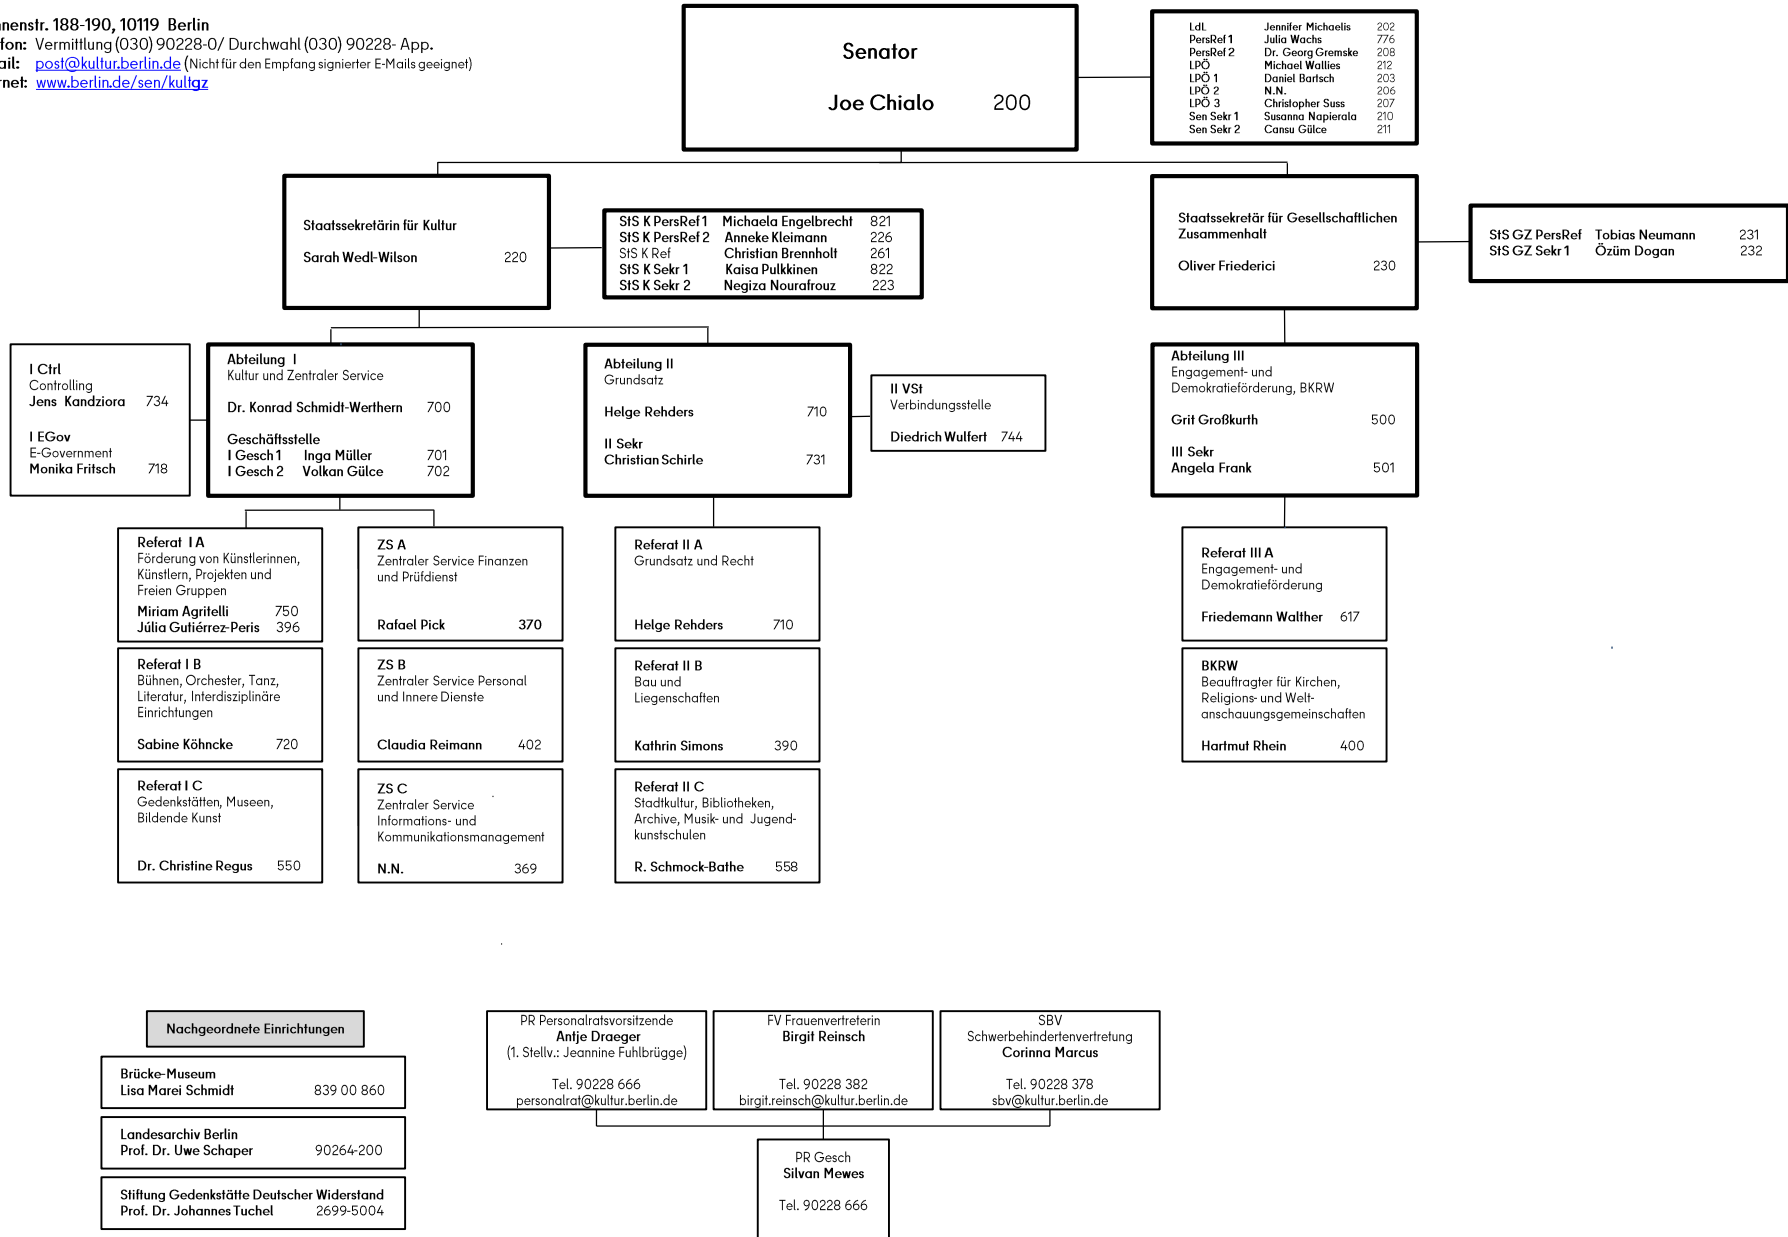 nnenstr. 188-190, 10119 Berlin
fon: Vermittlung (030) 90228-0/ Durchwahl (030) 90228- App.
ail: post@kultur.berlin.de (Nicht für den Empfang signierter E-Mails geeignet)
rnet: www.berlin.de/sen/kultgz
Senator
Joe Chialo 200
LdL Jennifer Michaelis 202
PersRef 1 Julia Wachs 776
PersRef 2 Dr. Georg Gremske 208
LPÖ Michael Wallies 212
LPÖ 1 Daniel Bartsch 203
LPÖ 2 N.N. 206
LPÖ 3 Christopher Suss 207
Sen Sekr 1 Susanna Napierala 210
Sen Sekr 2 Cansu Gülce 211
Staatssekretärin für Kultur
Sarah Wedl-Wilson 220
StS K PersRef 1 Michaela Engelbrecht 821
StS K PersRef 2 Anneke Kleimann 226
StS K Ref Christian Brennholt 261
StS K Sekr 1 Kaisa Pulkkinen 822
StS K Sekr 2 Negiza Nourafrouz 223
Staatssekretär für Gesellschaftlichen
Zusammenhalt
Oliver Friederici 230
StS GZ PersRef Tobias Neumann 231
StS GZ Sekr 1 Özüm Dogan 232
I Ctrl
Controlling
Jens Kandziora 734
I EGov
E-Government
Monika Fritsch 718
Abteilung I
Kultur und Zentraler Service
Dr. Konrad Schmidt-Werthern 700
Geschäftsstelle
I Gesch 1 Inga Müller 701
I Gesch 2 Volkan Gülce 702
Abteilung II
Grundsatz
Helge Rehders 710
II Sekr
Christian Schirle 731
II VSt
Verbindungsstelle
Diedrich Wulfert 744
Abteilung III
Engagement- und
Demokratieförderung, BKRW
Grit Großkurth 500
III Sekr
Angela Frank 501
Referat I A
Förderung von Künstlerinnen,
Künstlern, Projekten und
Freien Gruppen
Miriam Agritelli 750
Júlia Gutiérrez-Peris 396
ZS A
Zentraler Service Finanzen
und Prüfdienst
Rafael Pick 370
Referat II A
Grundsatz und Recht
Helge Rehders 710
Referat III A
Engagement- und
Demokratieförderung
Friedemann Walther 617
Referat I B
Bühnen, Orchester, Tanz,
Literatur, Interdisziplinäre
Einrichtungen
Sabine Köhncke 720
ZS B
Zentraler Service Personal
und Innere Dienste
Claudia Reimann 402
Referat II B
Bau und
Liegenschaften
Kathrin Simons 390
BKRW
Beauftragter für Kirchen,
Religions- und Welt-
anschauungsgemeinschaften
Hartmut Rhein 400
Referat I C
Gedenkstätten, Museen,
Bildende Kunst
Dr. Christine Regus 550
ZS C
Zentraler Service
Informations- und
Kommunikationsmanagement
N.N. 369
Referat II C
Stadtkultur, Bibliotheken,
Archive, Musik- und Jugend-
kunstschulen
R. Schmock-Bathe 558
Nachgeordnete Einrichtungen
Brücke-Museum
Lisa Marei Schmidt 839 00 860
Landesarchiv Berlin
Prof. Dr. Uwe Schaper 90264-200
Stiftung Gedenkstätte Deutscher Widerstand
Prof. Dr. Johannes Tuchel 2699-5004
PR Personalratsvorsitzende
Antje Draeger
(1. Stellv.: Jeannine Fuhlbrügge)
Tel. 90228 666
personalrat@kultur.berlin.de
FV Frauenvertreterin
Birgit Reinsch
Tel. 90228 382
birgit.reinsch@kultur.berlin.de
SBV
Schwerbehindertenvertretung
Corinna Marcus
Tel. 90228 378
sbv@kultur.berlin.de
PR Gesch
Silvan Mewes
Tel. 90228 666